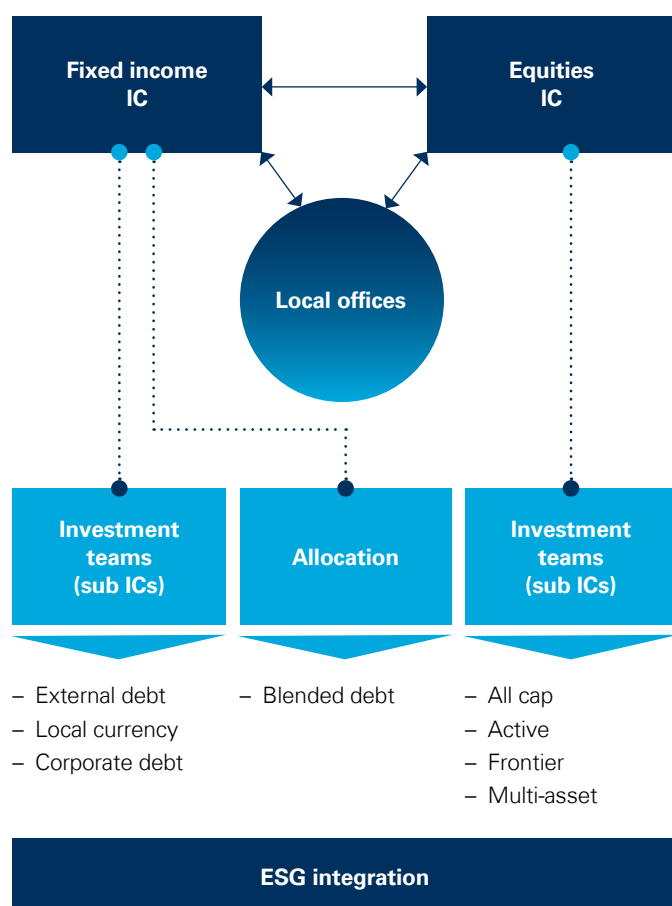 Fixed income
IC
Equities
IC
Local offices
Investment
teams
(sub ICs)
Allocation
Investment
teams
(sub ICs)
– External debt
– Local currency
– Corporate debt
– Blended debt
– All cap
– Active
– Frontier
– Multi-asset
ESG integration